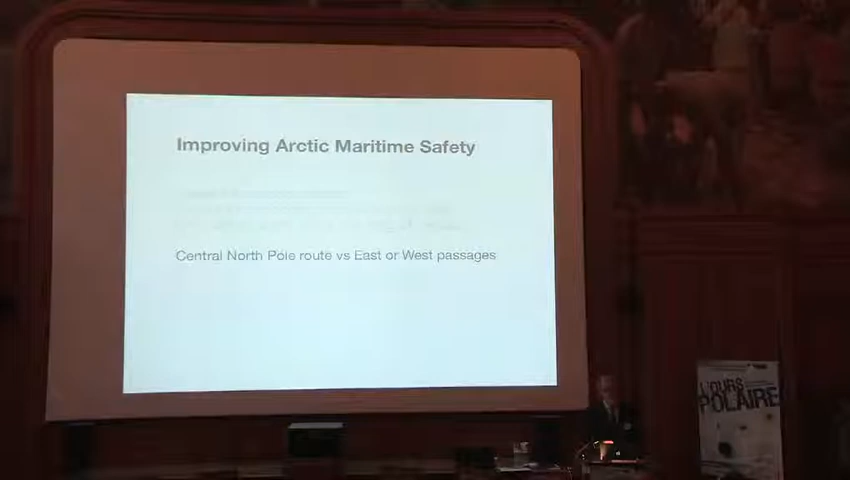 Improving Arctic Maritime Safety
Central North Pole route vs East or West passages
L'OURS
POLAIRE